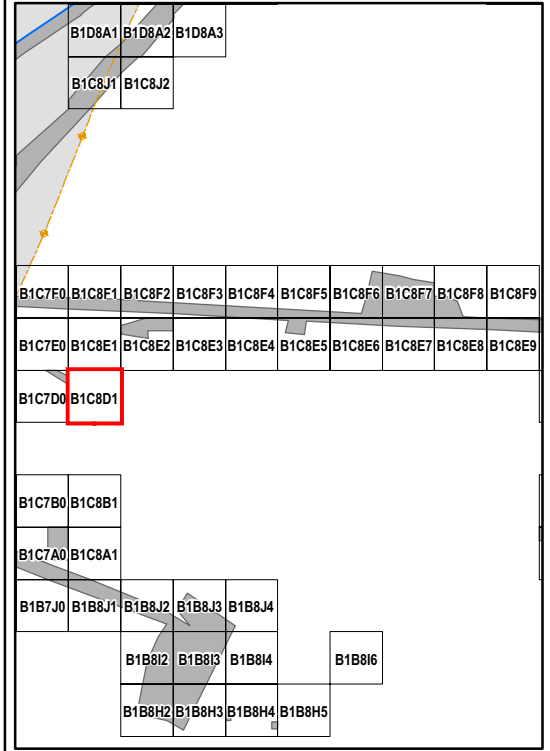 B1D8A1 B1D8A2 B1D8A3
B1C8J1 B1C8J2
B1C7F0 B1C8F1 B1C8F2 B1C8F3 B1C8F4 B1C8F5 B1C8F6 B1C8F7 B1C8F8 B1C8F9
B1C7E0 B1C8E1 B1C8E2 B1C8E3 B1C8E4 B1C8E5 B1C8E6 B1C8E7 B1C8E8 B1C8E9
B1C7D0 B1C8D1
B1C7B0 B1C8B1
B1C7A0 B1C8A1
B1B7J0 B1B8J1 B1B8J2 B1B8J3 B1B8J4
B1B8I2 B1B8I3 B1B8I4 B1B8I6
B1B8H2 B1B8H3 B1B8H4 B1B8H5